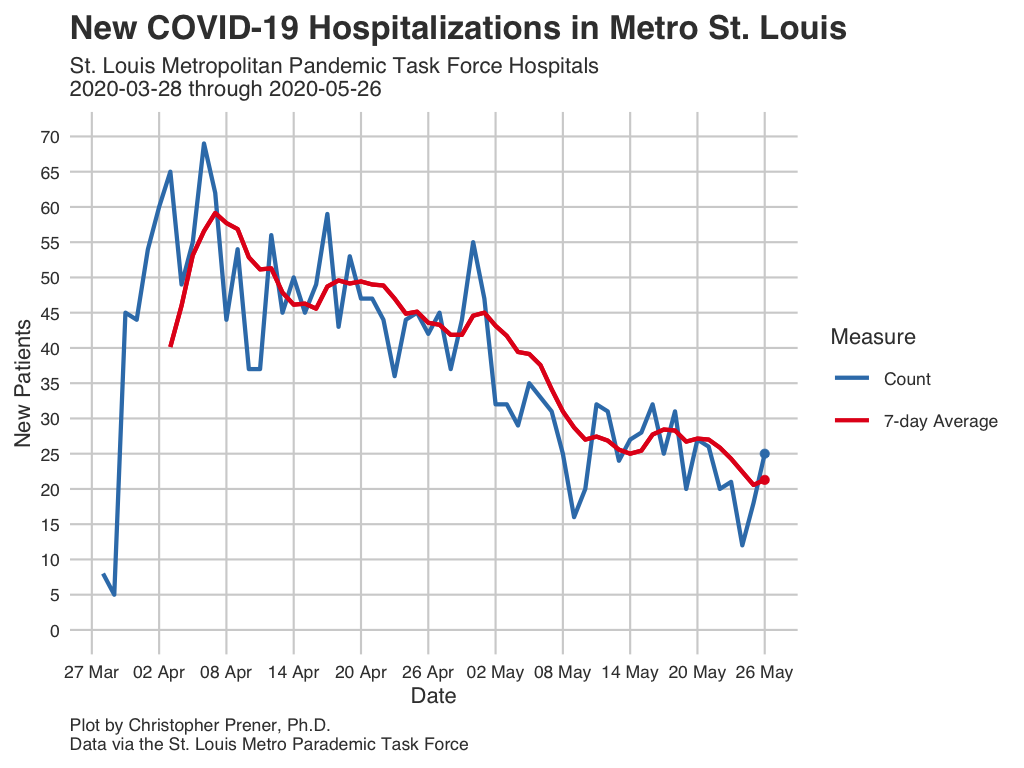 New COVID-19 Hospitalizations in Metro St. Louis
St. Louis Metropolitan Pandemic Task Force Hospitals
2020-03-28 through 2020-05-26
70
65
60
55
50
45
40
35
30
25
20
15
10
5
0
New Patients
27 Mar 02 Apr 08 Apr 14 Apr 20 Apr 26 Apr 02 May 08 May 14 May 20 May 26 May
Date
Measure
Count
7-day Average
Plot by Christopher Prener, Ph.D.
Data via the St. Louis Metro Parademic Task Force